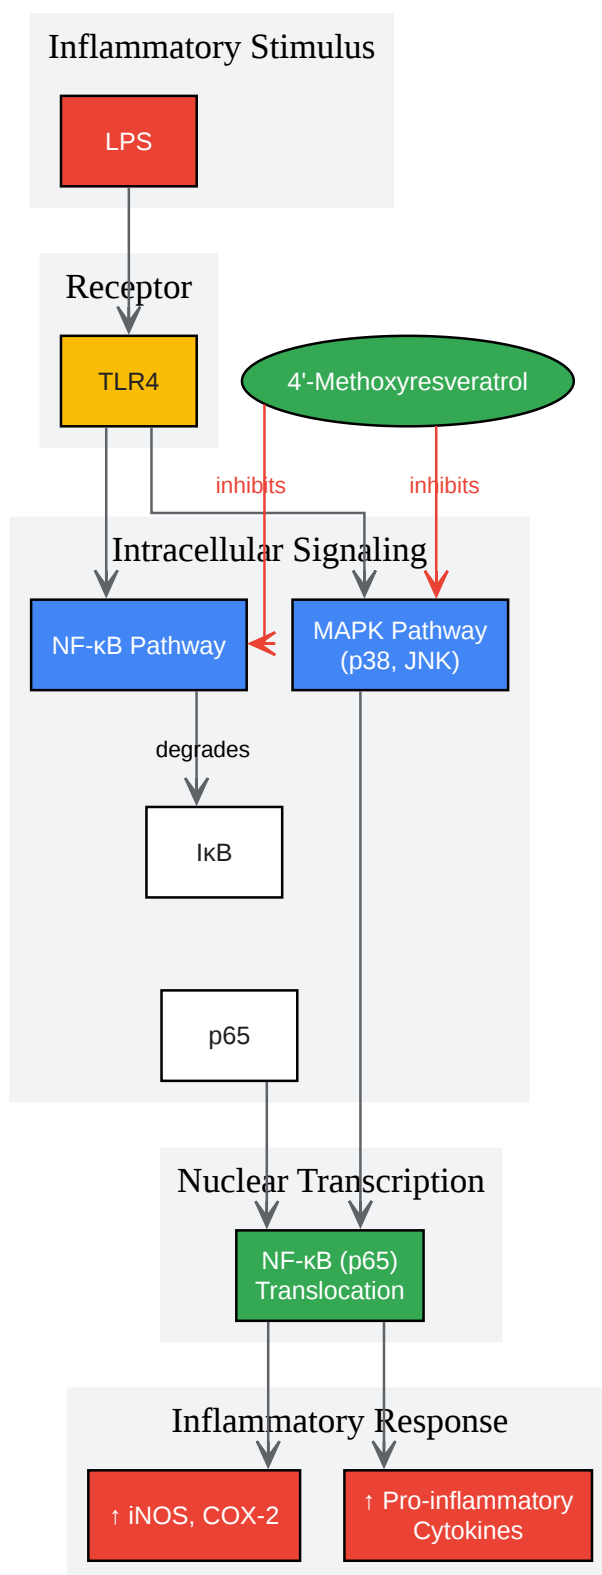 Inflammatory Stimulus
LPS
Receptor
TLR4
4'-Methoxyresveratrol
inhibits
inhibits
Intracellular Signaling
NF-κB Pathway
MAPK Pathway
(p38, JNK)
degrades
IκB
p65
Nuclear Transcription
NF-κB (p65)
Translocation
Inflammatory Response
↑ iNOS, COX-2
↑ Pro-inflammatory
Cytokines